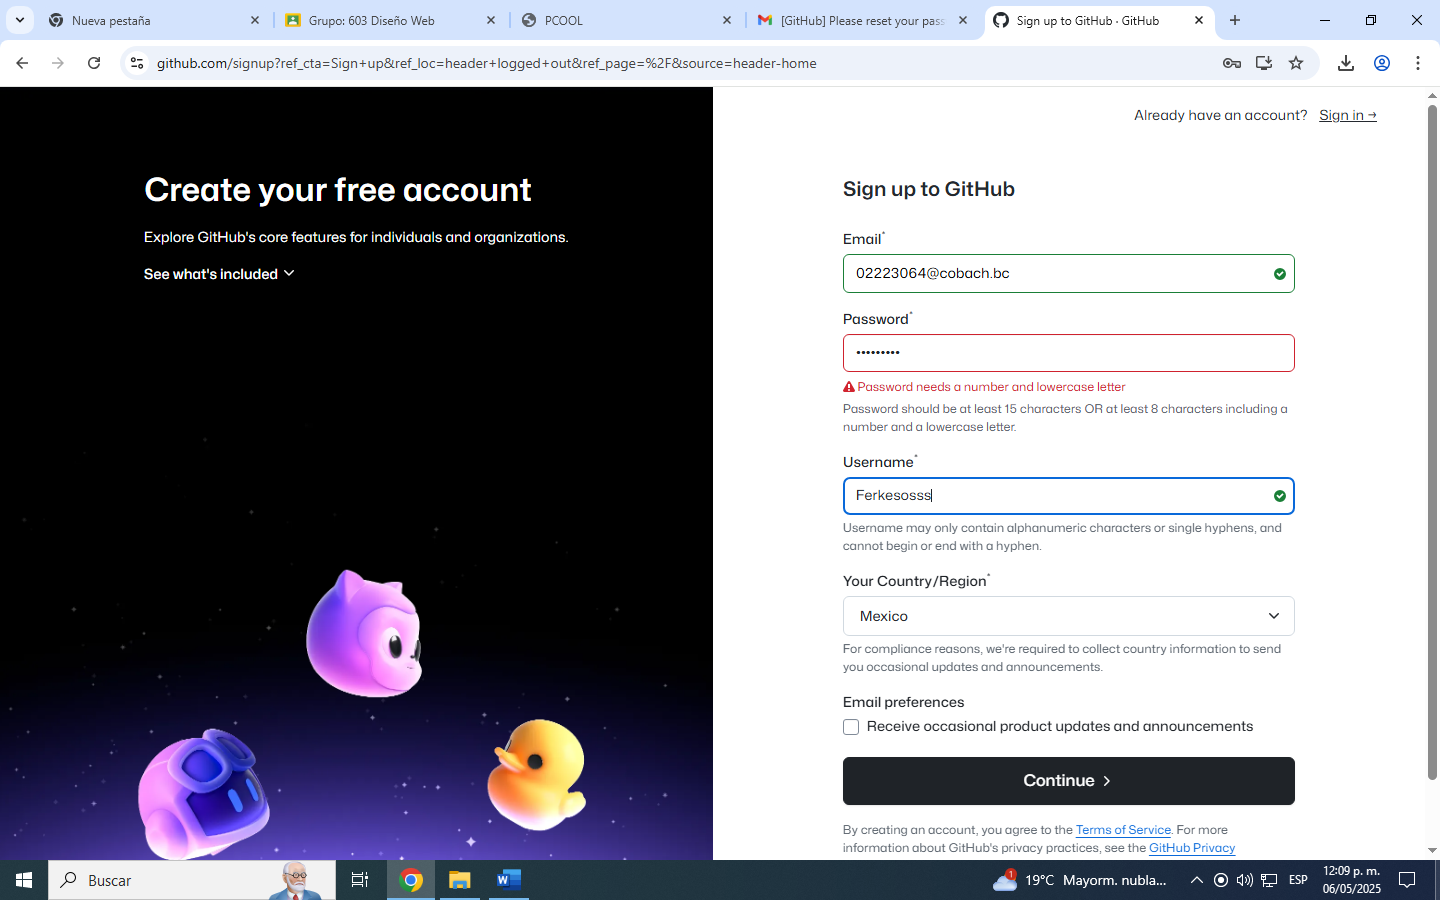 Nueva pestaña
Grupo: 603 Diseño Web
PCOOL
[GitHub] Please reset your pass
Sign up to GitHub · GitHub
github.com/signup?ref_cta=Sign+up&ref_loc=header+logged+out&ref_page=%2F&source=header-home
Already have an account? Sign in →
Create your free account
Explore GitHub's core features for individuals and organizations.
See what's included
Sign up to GitHub
Email*
02223064@cobach.bc
Password*
•••••••••
Password needs a number and lowercase letter
Password should be at least 15 characters OR at least 8 characters including a
number and a lowercase letter.
Username*
Ferkesosss
Username may only contain alphanumeric characters or single hyphens, and
cannot begin or end with a hyphen.
Your Country/Region*
Mexico
For compliance reasons, we're required to collect country information to send
you occasional updates and announcements.
Email preferences
Receive occasional product updates and announcements
Continue
By creating an account, you agree to the Terms of Service. For more
information about GitHub's privacy practices, see the GitHub Privacy
Buscar
W
1
19°C Mayorm. nubla...
ESP
12:09 p. m.
06/05/2025